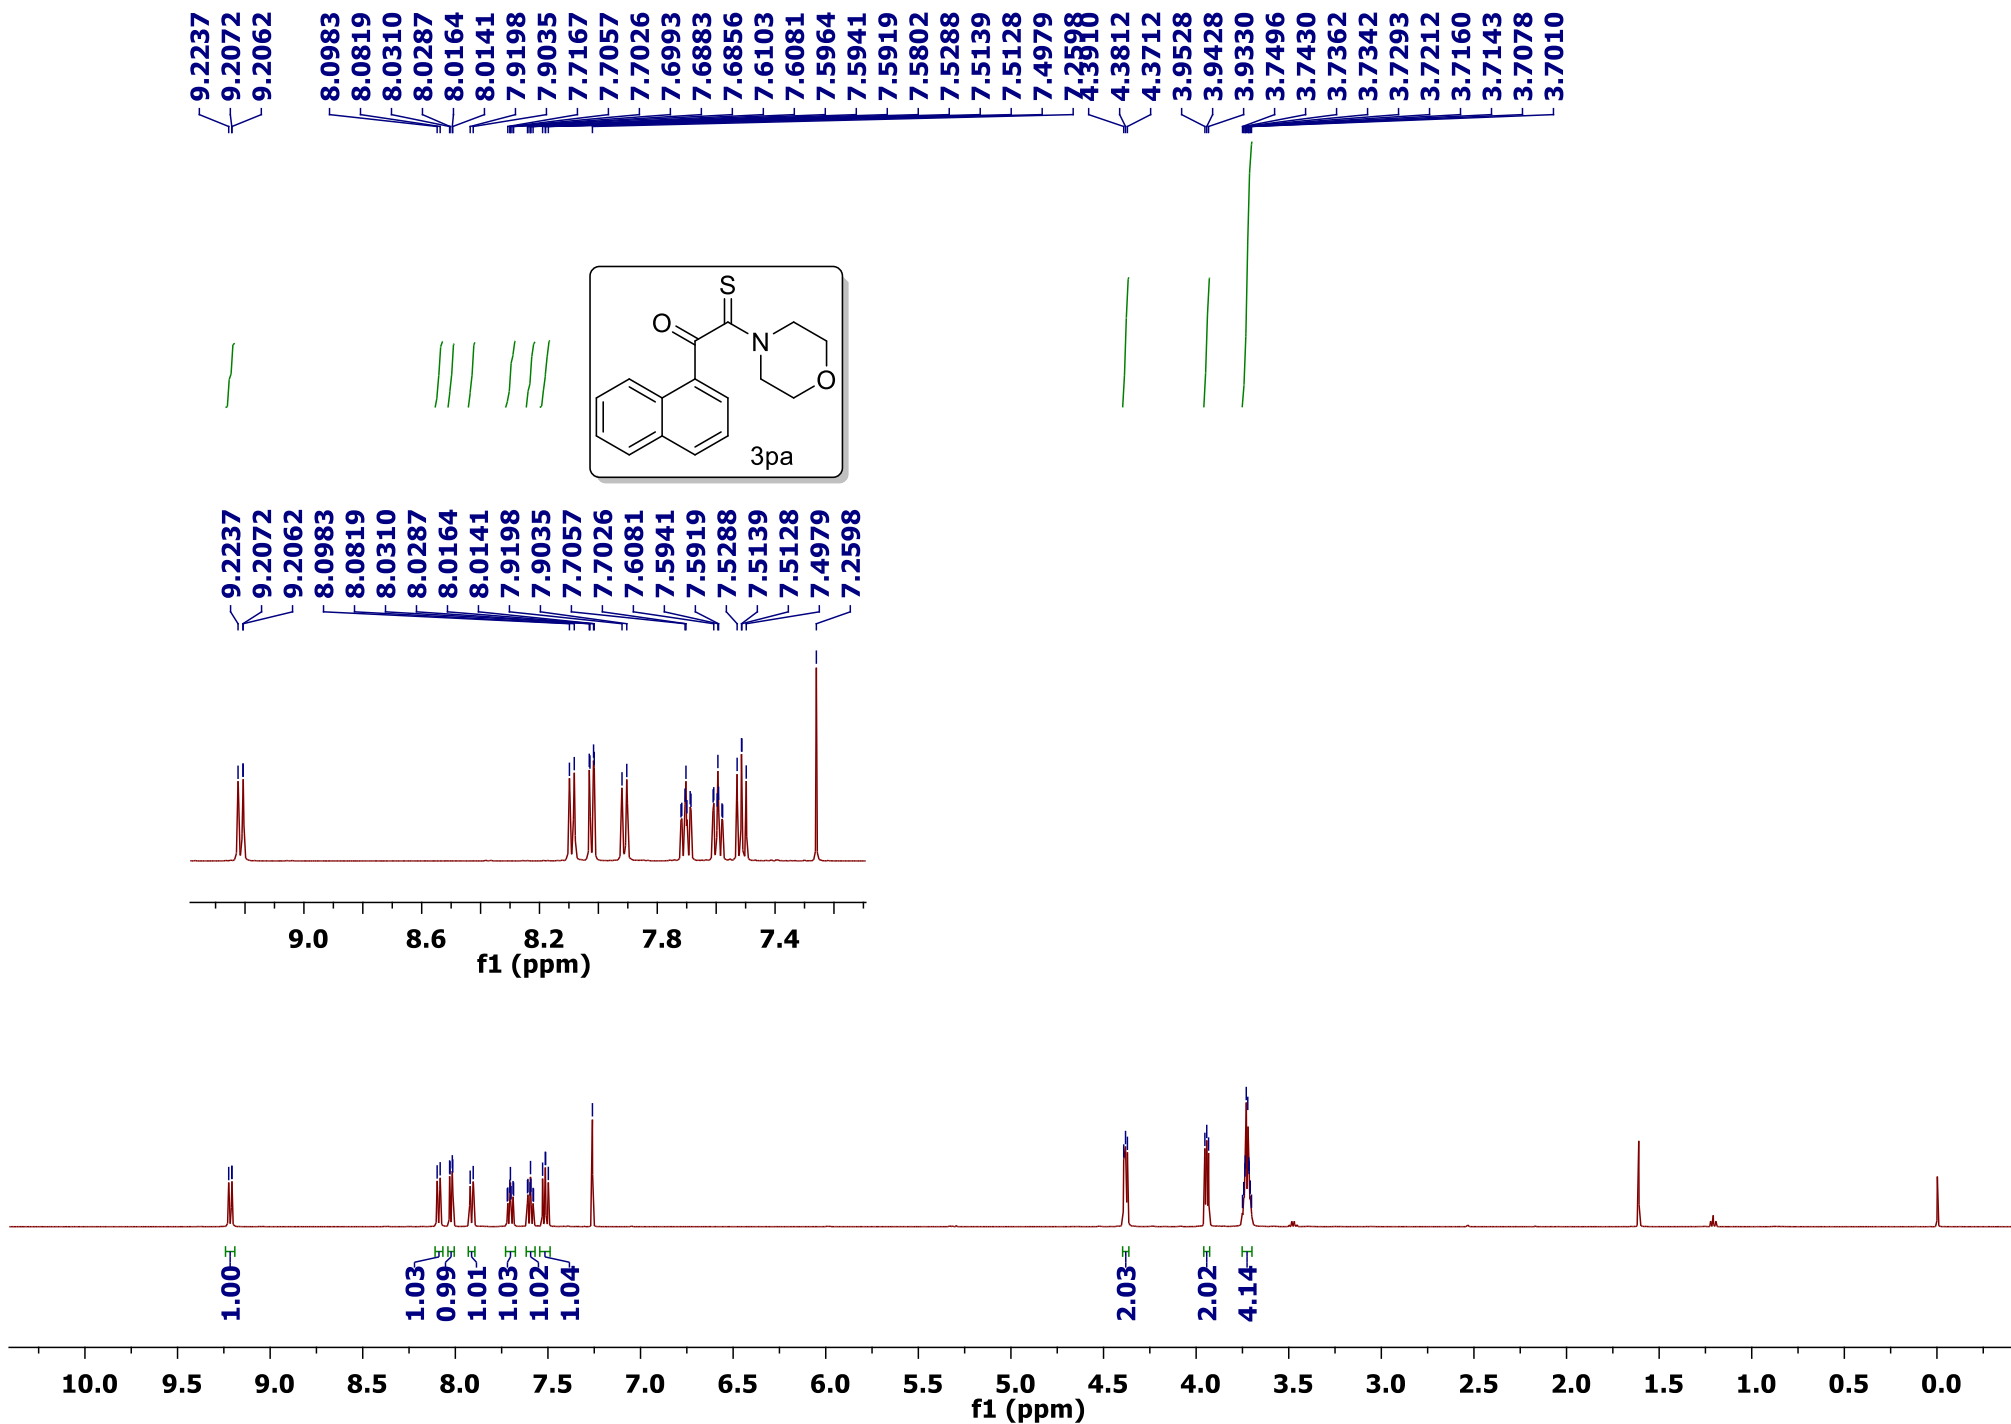 9.2237 9.2072 9.2062 8.0983 8.0819 8.0310 8.0287 8.0164 8.0141 7.9198 7.9035 7.7167 7.7057 7.7026 7.6993 7.6883 7.6856 7.6103 7.6081 7.5964 7.5941 7.5919 7.5802 7.5288 7.5139 7.5128 7.4979 7.2598 4.3910 4.3812 4.3712 3.9528 3.9428 3.9330 3.7496 3.7430 3.7362 3.7342 3.7293 3.7212 3.7160 3.7143 3.7078 3.7010
S
O
N
O
3pa
9.2237 9.2072 9.2062 8.0983 8.0819 8.0310 8.0287 8.0164 8.0141 7.9198 7.9035 7.7057 7.7026 7.6081 7.5941 7.5919 7.5288 7.5139 7.5128 7.4979 7.2598
9.0 8.6 8.2 7.8 7.4
f1 (ppm)
1.00 1.03 0.99 1.01 1.03 1.02 1.04 2.03 2.02 4.14
10.0 9.5 9.0 8.5 8.0 7.5 7.0 6.5 6.0 5.5 5.0 4.5 4.0 3.5 3.0 2.5 2.0 1.5 1.0 0.5 0.0
f1 (ppm)